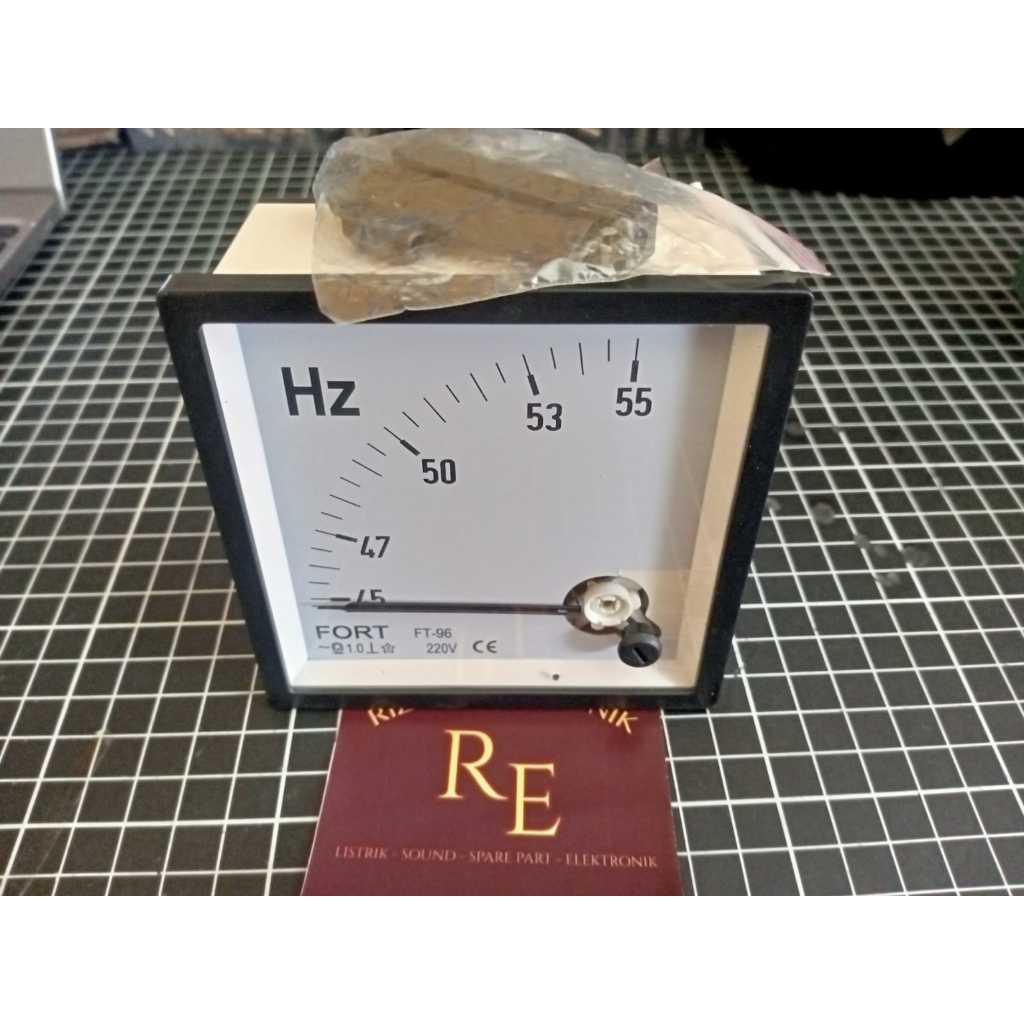 Hz
55
53
50
47
45
FORT FT-96
1.0 220V CE
RE
LISTRIK - SOUND - SPARE PART - ELEKTRONIK